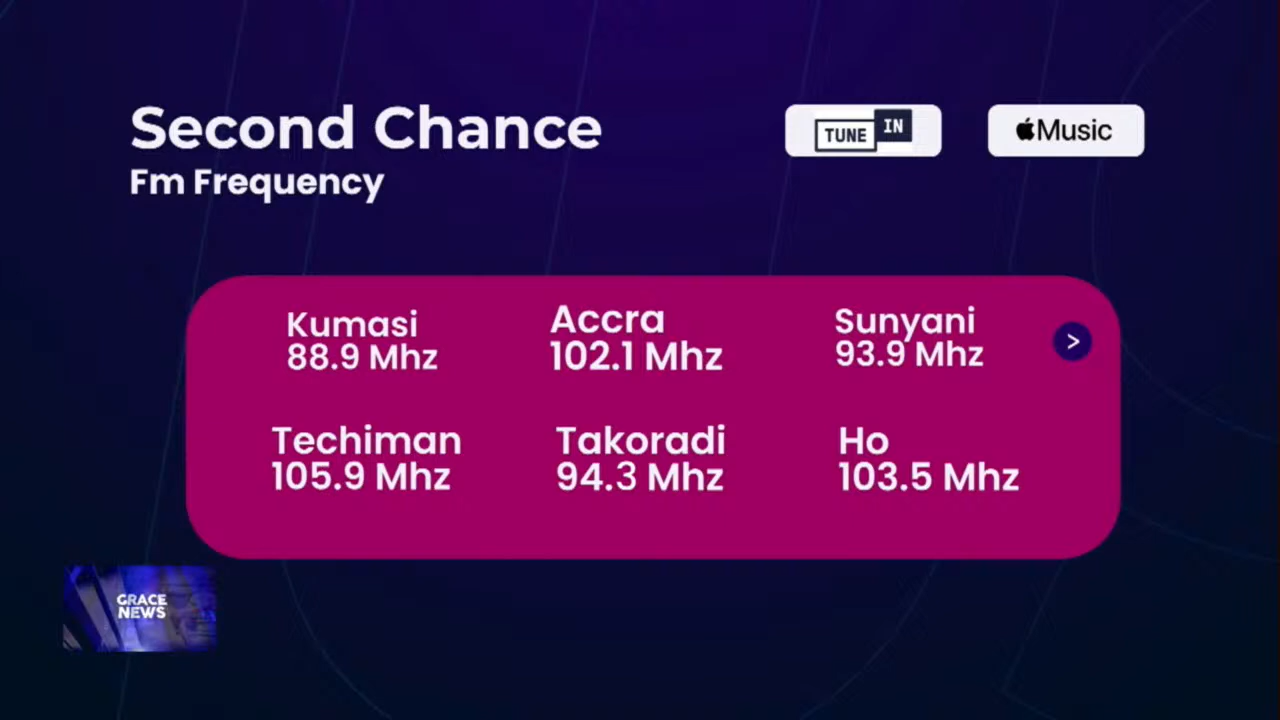 Second Chance
Fm Frequency
TUNE IN
Music
Kumasi
88.9 Mhz
Accra
102.1 Mhz
Sunyani
93.9 Mhz
>
Techiman
105.9 Mhz
Takoradi
94.3 Mhz
Ho
103.5 Mhz
GRACE
NEWS